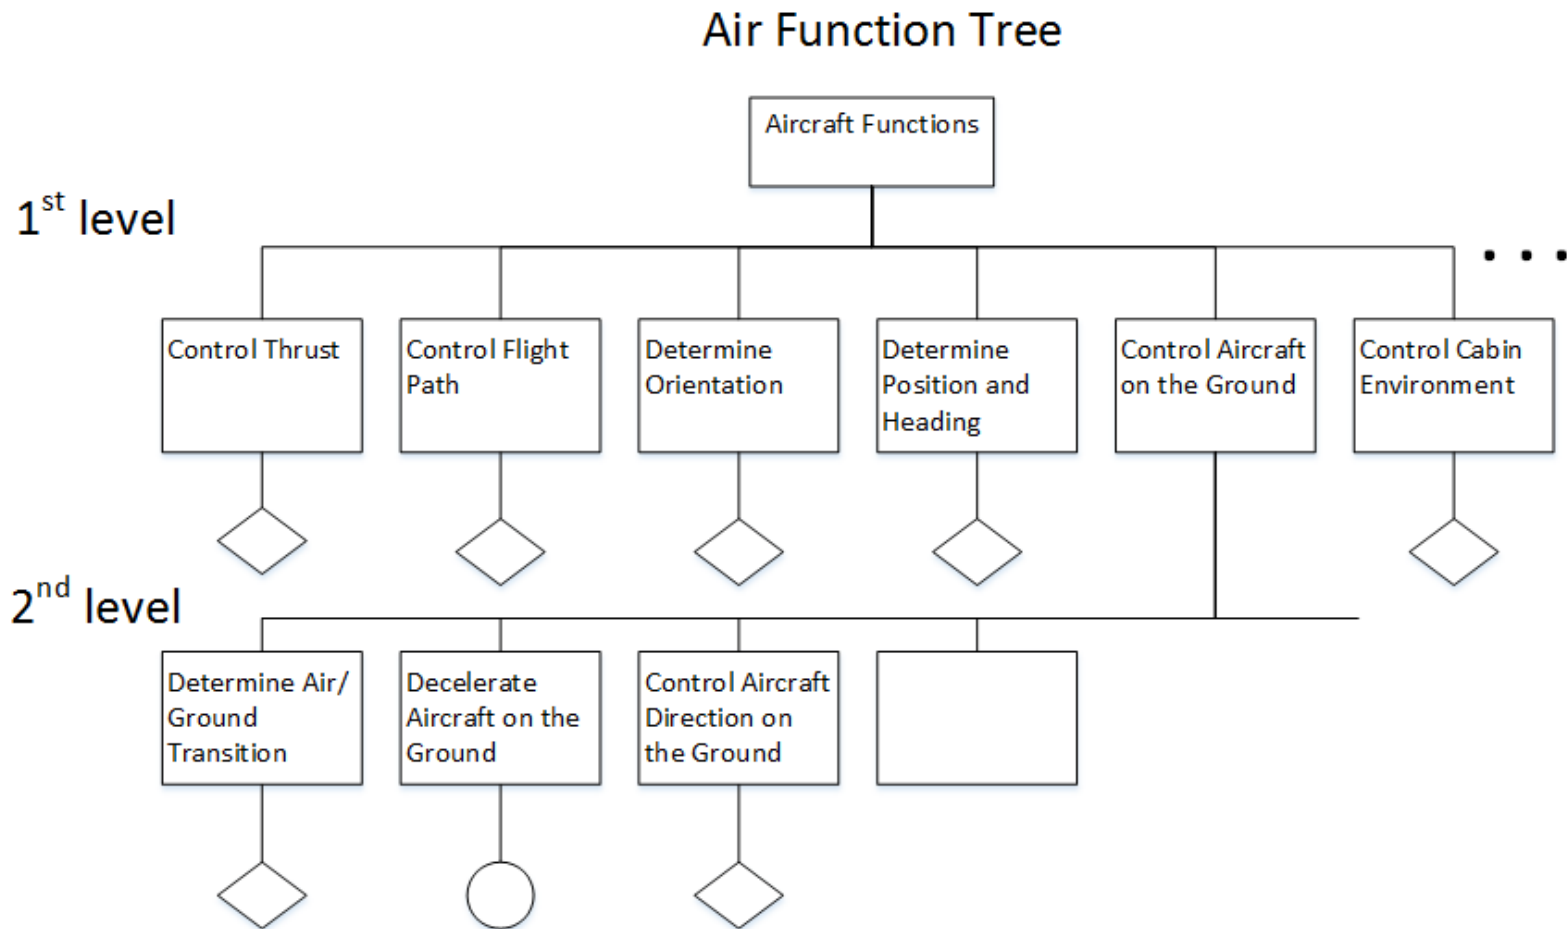 Air Function Tree
Aircraft Functions
1st level
Control Thrust
Control Flight
Path
Determine
Orientation
Determine
Position and
Heading
Control Aircraft
on the Ground
Control Cabin
Environment
. . .
2nd level
Determine Air/
Ground
Transition
Decelerate
Aircraft on the
Ground
Control Aircraft
Direction on
the Ground